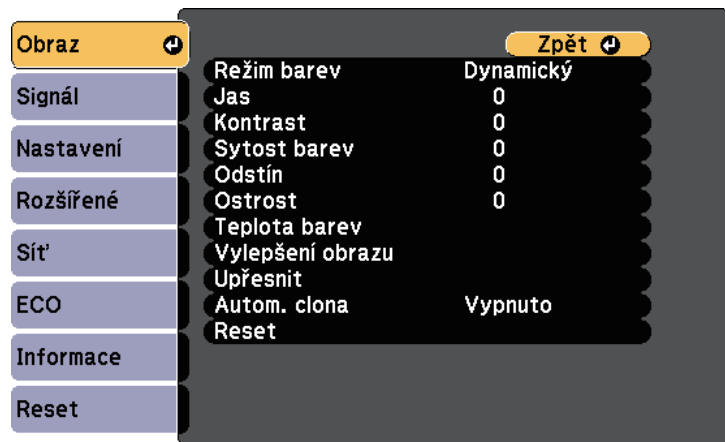 Obraz
Signál
Nastavení
Rozšířené
Síť
ECO
Informace
Reset
Zpět
Režim barev Dynamický
Jas 0
Kontrast 0
Sytost barev 0
Odstín 0
Ostrost 0
Teplota barev
Vylepšení obrazu
Upřesnit
Autom. clona Vypnuto
Reset